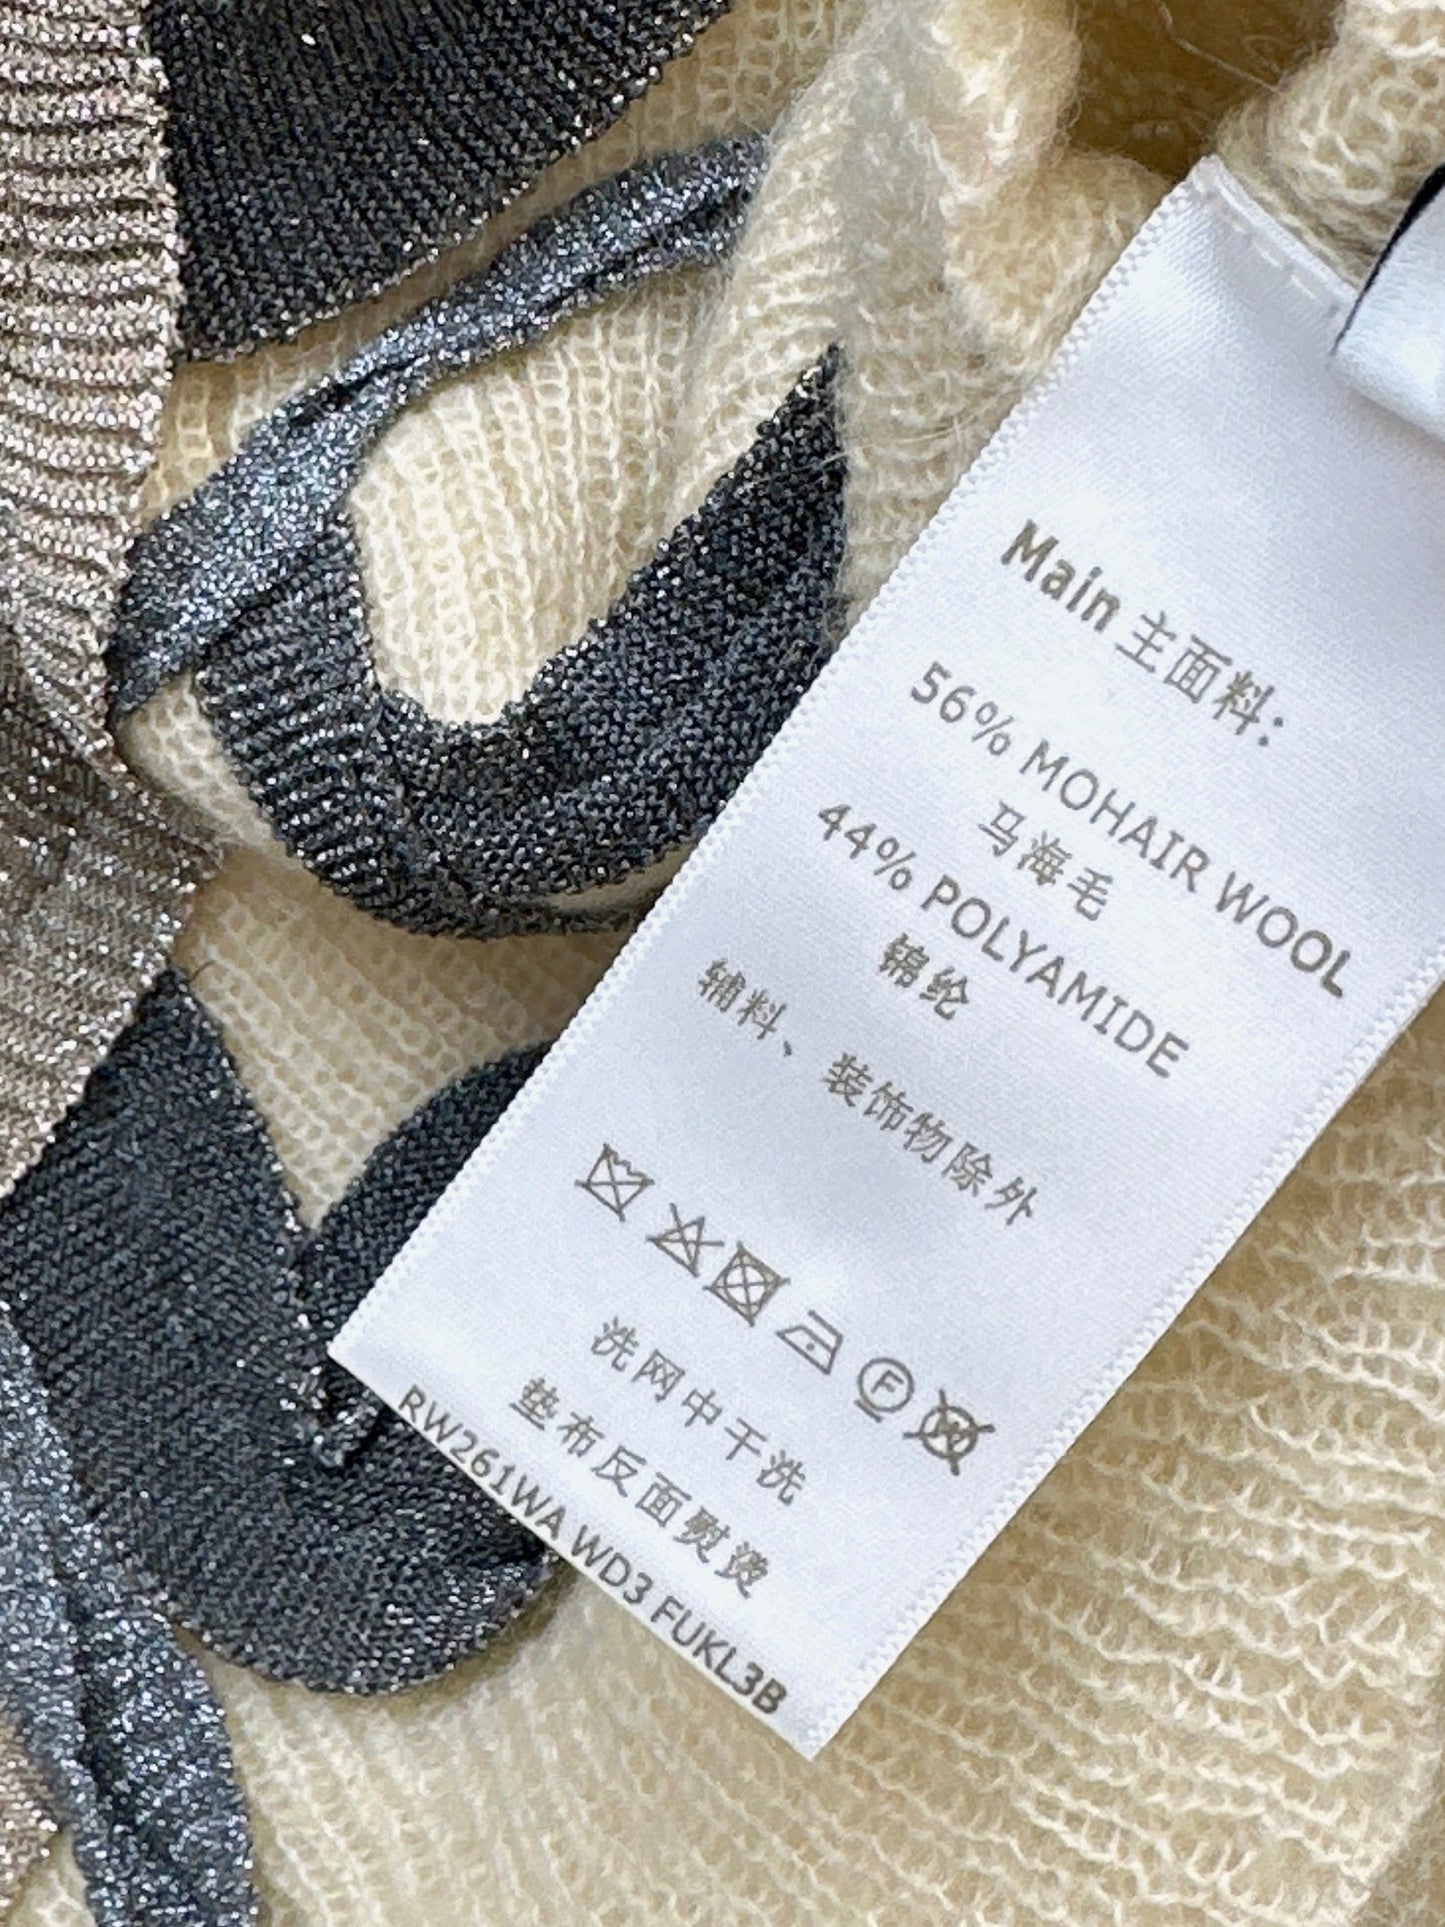 Main 主面料:
56% MOHAIR WOOL
马海毛
44% POLYAMIDE
锦纶
辅料、装饰物除外
F
W
洗网中干洗
垫布反面熨烫
RW261WA WD3 FUKL3B